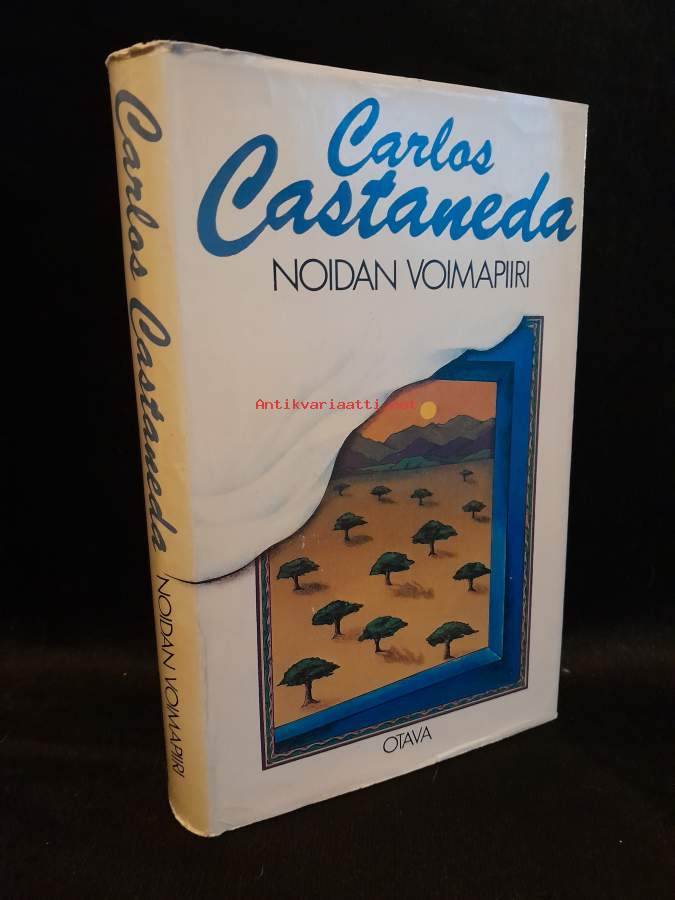 Carlos Castaneda NOIDAN VOIMAPIIRI
Carlos
Castaneda
NOIDAN VOIMAPIIRI
Antikvariaatti.net
OTAVA